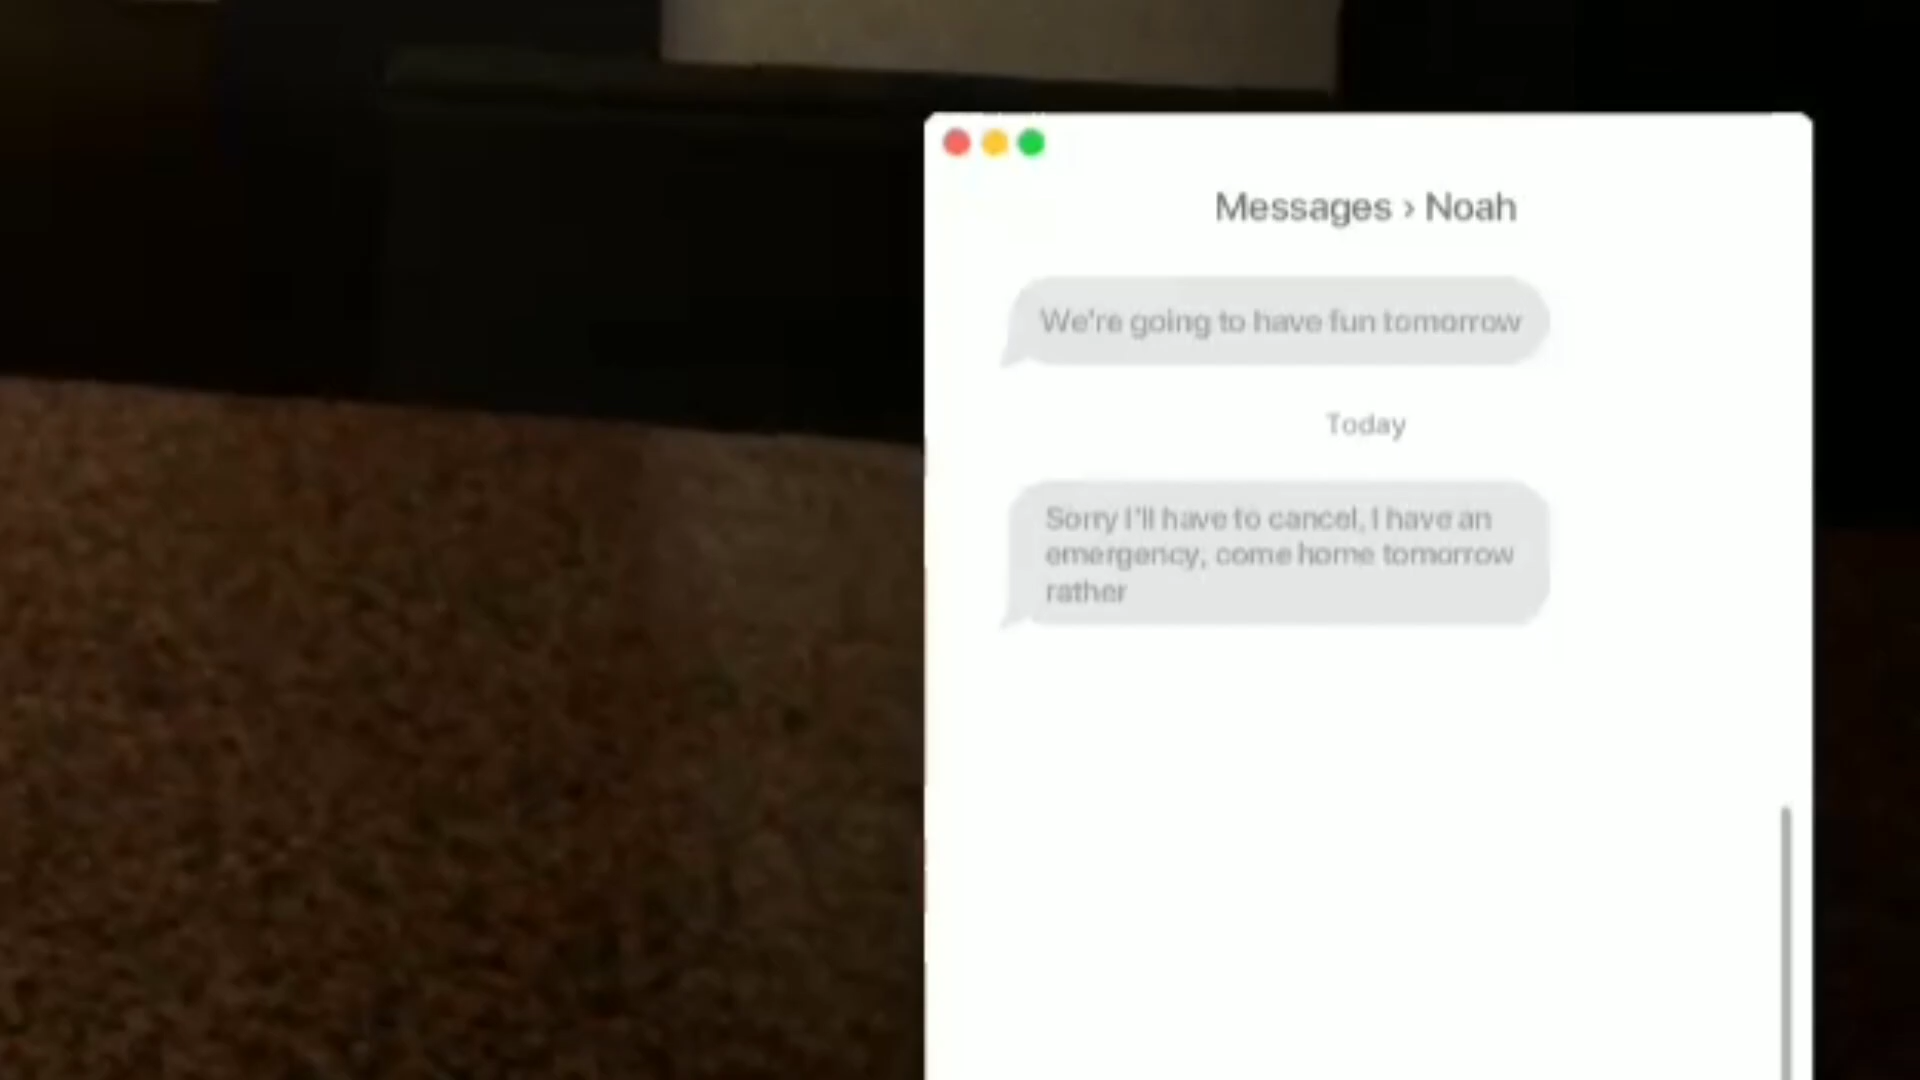 Messages › Noah
We're going to have fun tomorrow
Today
Sorry I'll have to cancel, I have an
emergency, come home tomorrow
rather